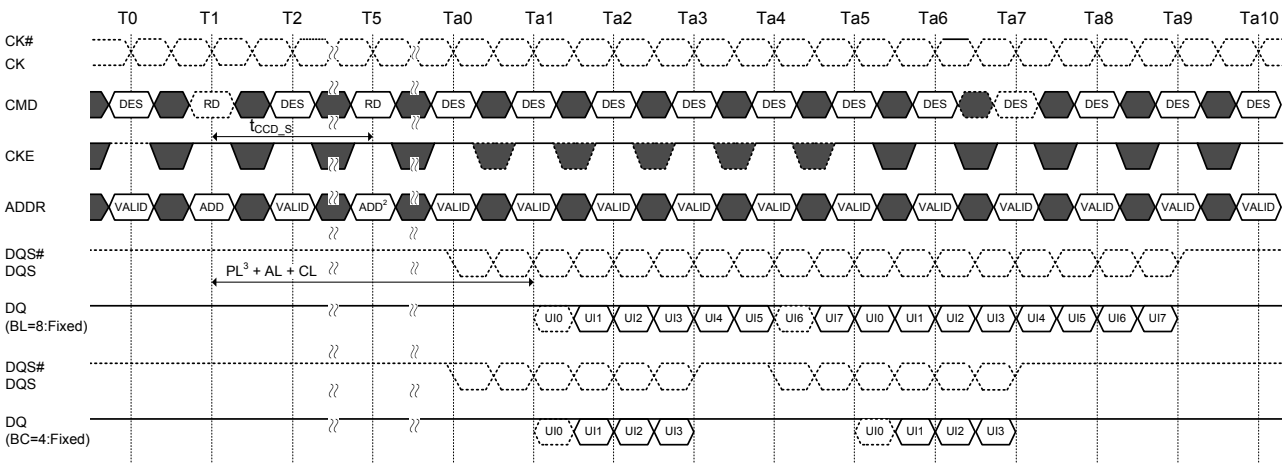 T0 T1 T2 T5 Ta0 Ta1 Ta2 Ta3 Ta4 Ta5 Ta6 Ta7 Ta8 Ta9 Ta10
CK#
CK
CMD DES RD DES RD DES DES DES DES DES DES DES DES DES DES DES
tCCD_S
CKE
ADDR VALID ADD VALID ADD² VALID VALID VALID VALID VALID VALID VALID VALID VALID VALID VALID
DQS#
DQS
PL³ + AL + CL
DQ
(BL=8:Fixed)
UI0 UI1 UI2 UI3 UI4 UI5 UI6 UI7 UI0 UI1 UI2 UI3 UI4 UI5 UI6 UI7
DQS#
DQS
DQ
(BC=4:Fixed)
UI0 UI1 UI2 UI3 UI0 UI1 UI2 UI3